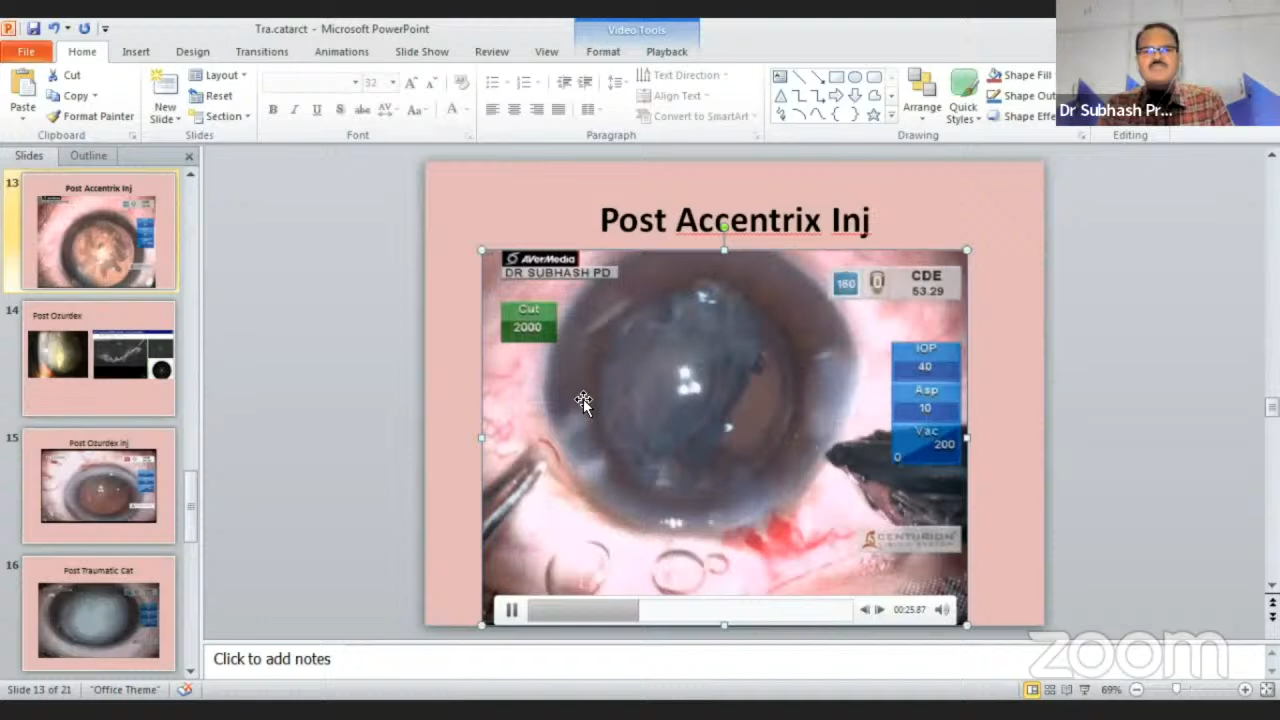 Tra.catarct - Microsoft PowerPoint
Video Tools
File
Home
Insert
Design
Transitions
Animations
Slide Show
Review
View
Format
Playback
Paste
Cut
Copy
Format Painter
Clipboard
New
Slide
Layout
Reset
Section
Slides
32
Font
Text Direction
Align Text
Convert to SmartArt
Paragraph
Arrange
Quick
Styles
Shape Fill
Shape Out
Shape Effe
Drawing
Editing
Dr Subhash Pr...
Slides
Outline
13
Post Accentrix Inj
14
Post Ozurdex
15
Post Ozurdex Inj
16
Post Traumatic Cat
Post Accentrix Inj
AVerMedia
DR SUBHASH PD
Cut
2000
CDE
53.29
IOP
40
Asp
10
Vac
200
0
CENTURION
00:25.87
Click to add notes
zoom
Slide 13 of 21
"Office Theme"
69%